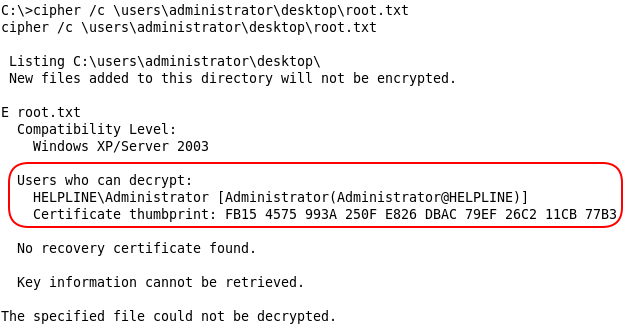 C:\>cipher /c \users\administrator\desktop\root.txt
cipher /c \users\administrator\desktop\root.txt
Listing C:\users\administrator\desktop\
New files added to this directory will not be encrypted.
E root.txt
Compatibility Level:
Windows XP/Server 2003
Users who can decrypt:
HELPLINE\Administrator [Administrator(Administrator@HELPLINE)]
Certificate thumbprint: FB15 4575 993A 250F E826 DBAC 79EF 26C2 11CB 77B3
No recovery certificate found.
Key information cannot be retrieved.
The specified file could not be decrypted.